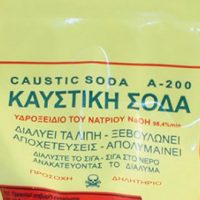 CAUSTIC SODA A-200
ΚΑΥΣΤΙΚΗ ΣΟΔΑ
ΥΔΡΟΞΕΙΔΙΟ ΤΟΥ ΝΑΤΡΙΟΥ NaOH 98,4% min
ΔΙΑΛΥΕΙ ΤΑ ΛΙΠΗ - ΞΕΒΟΥΛΩΝΕΙ
ΑΠΟΧΕΤΕΥΣΕΙΣ - ΑΠΟΛΥΜΑΙΝΕΙ
ΔΙΑΛΥΣΤΕ ΤΟ ΣΙΓΑ - ΣΙΓΑ ΣΤΟ ΝΕΡΟ
ΑΝΑΚΑΤΕΥΟΝΤΑΣ ΤΟ ΔΙΑΛΥΜΑ
ΠΡΟΣΟΧΗ ΔΗΛΗΤΗΡΙΟ